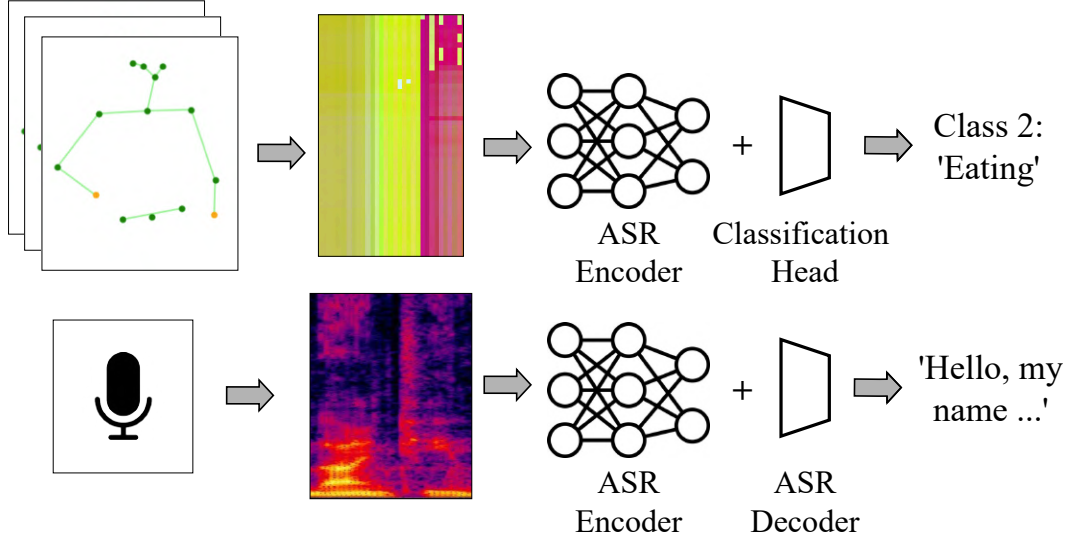 ASR
Encoder
+
Classification
Head
Class 2:
'Eating'
ASR
Encoder
+
ASR
Decoder
'Hello, my
name ...'